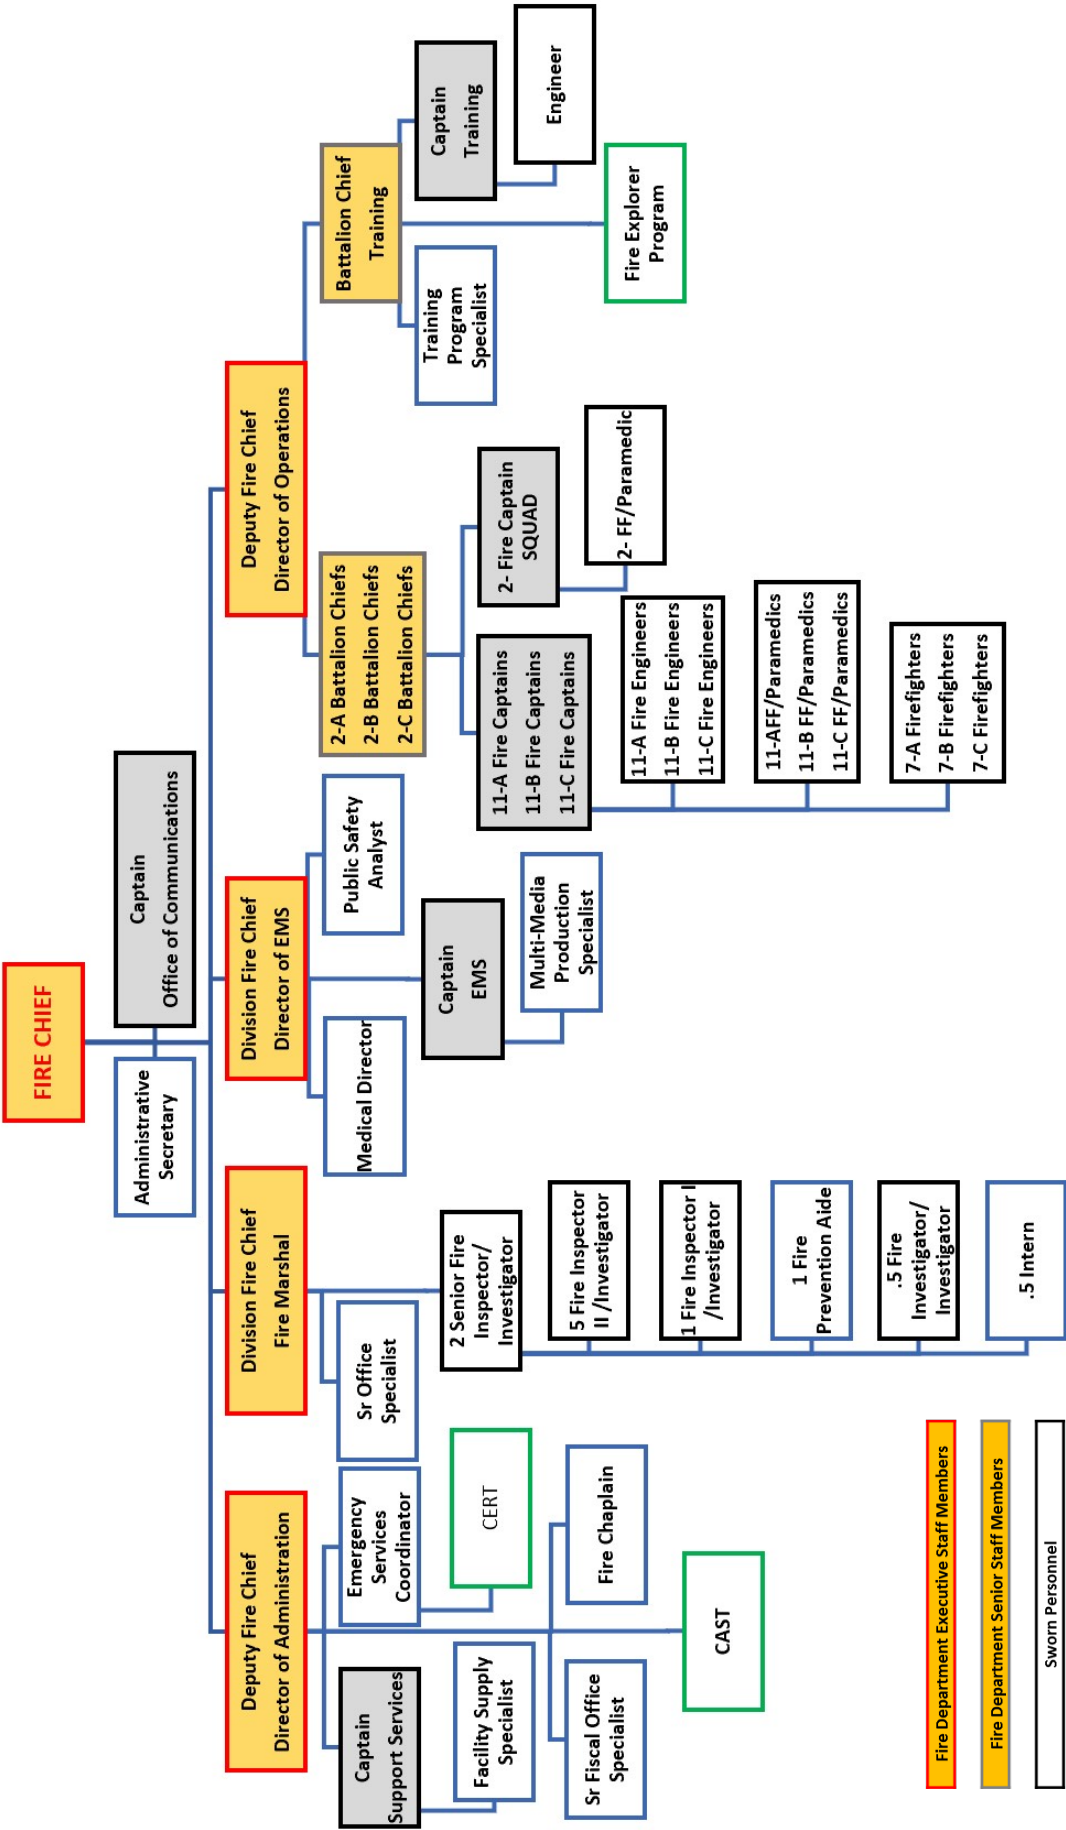 FIRE CHIEF
Administrative
Secretary
Captain
Office of Communications
Deputy Fire Chief
Director of Administration
Division Fire Chief
Fire Marshal
Division Fire Chief
Director of EMS
Deputy Fire Chief
Director of Operations
Captain
Support Services
Facility Supply
Specialist
Emergency
Services
Coordinator
CERT
Sr Fiscal Office
Specialist
Fire Chaplain
CAST
Sr Office
Specialist
2 Senior Fire
Inspector/
Investigator
5 Fire Inspector
II /Investigator
1 Fire Inspector I
/Investigator
1 Fire
Prevention Aide
.5 Fire
Investigator/
Investigator
.5 Intern
Medical Director
Public Safety
Analyst
Captain
EMS
Multi-Media
Production
Specialist
2-A Battalion Chiefs
2-B Battalion Chiefs
2-C Battalion Chiefs
11-A Fire Captains
11-B Fire Captains
11-C Fire Captains
11-A Fire Engineers
11-B Fire Engineers
11-C Fire Engineers
11-AFF/Paramedics
11-B FF/Paramedics
11-C FF/Paramedics
7-A Firefighters
7-B Firefighters
7-C Firefighters
2- Fire Captain
SQUAD
2- FF/Paramedic
Battalion Chief
Training
Training
Program
Specialist
Captain
Training
Engineer
Fire Explorer
Program
Fire Department Executive Staff Members
Fire Department Senior Staff Members
Sworn Personnel